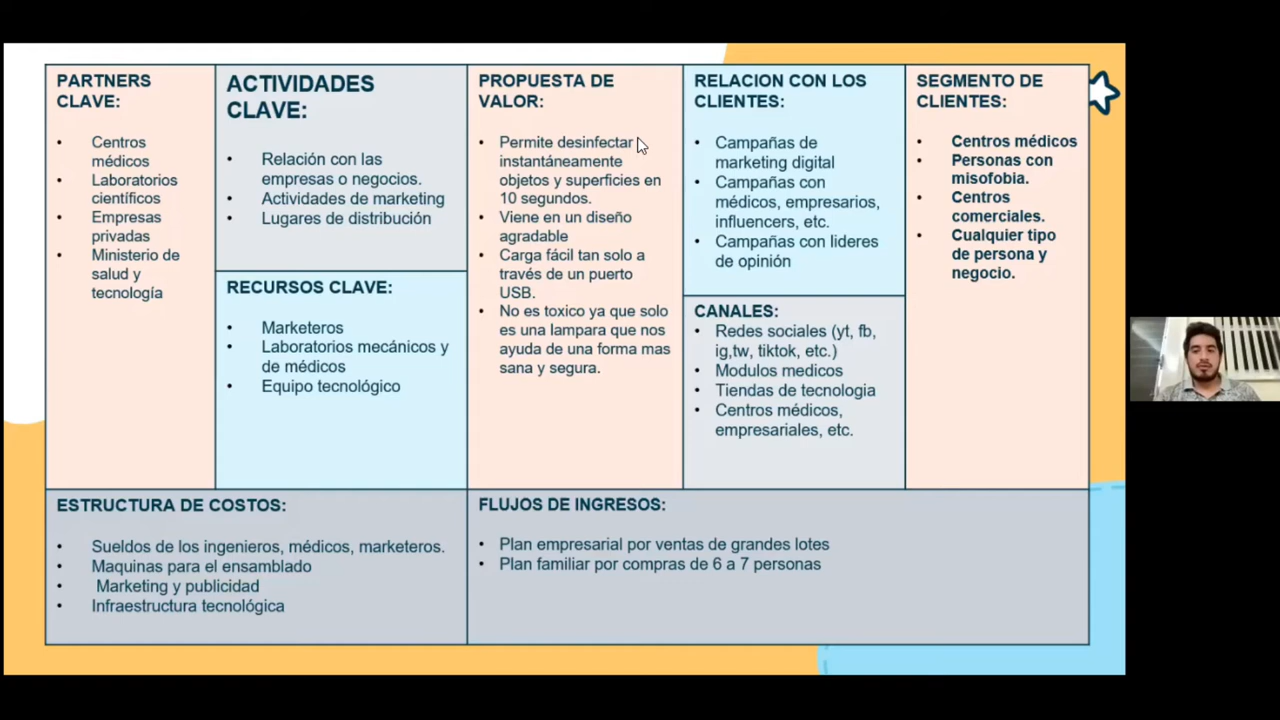 PARTNERS
CLAVE:
• Centros
médicos
• Laboratorios
científicos
• Empresas
privadas
• Ministerio de
salud y
tecnología
ACTIVIDADES
CLAVE:
• Relación con las
empresas o negocios.
• Actividades de marketing
• Lugares de distribución
RECURSOS CLAVE:
• Marketeros
• Laboratorios mecánicos y
de médicos
• Equipo tecnológico
PROPUESTA DE
VALOR:
• Permite desinfectar
instantáneamente
objetos y superficies en
10 segundos.
• Viene en un diseño
agradable
• Carga fácil tan solo a
través de un puerto
USB.
• No es toxico ya que solo
es una lampara que nos
ayuda de una forma mas
sana y segura.
RELACION CON LOS
CLIENTES:
• Campañas de
marketing digital
• Campañas con
médicos, empresarios,
influencers, etc.
• Campañas con lideres
de opinión
CANALES:
• Redes sociales (yt, fb,
ig,tw, tiktok, etc.)
• Modulos medicos
• Tiendas de tecnologia
• Centros médicos,
empresariales, etc.
SEGMENTO DE
CLIENTES:
• Centros médicos
• Personas con
misofobia.
• Centros
comerciales.
• Cualquier tipo
de persona y
negocio.
ESTRUCTURA DE COSTOS:
• Sueldos de los ingenieros, médicos, marketeros.
• Maquinas para el ensamblado
• Marketing y publicidad
• Infraestructura tecnológica
FLUJOS DE INGRESOS:
• Plan empresarial por ventas de grandes lotes
• Plan familiar por compras de 6 a 7 personas